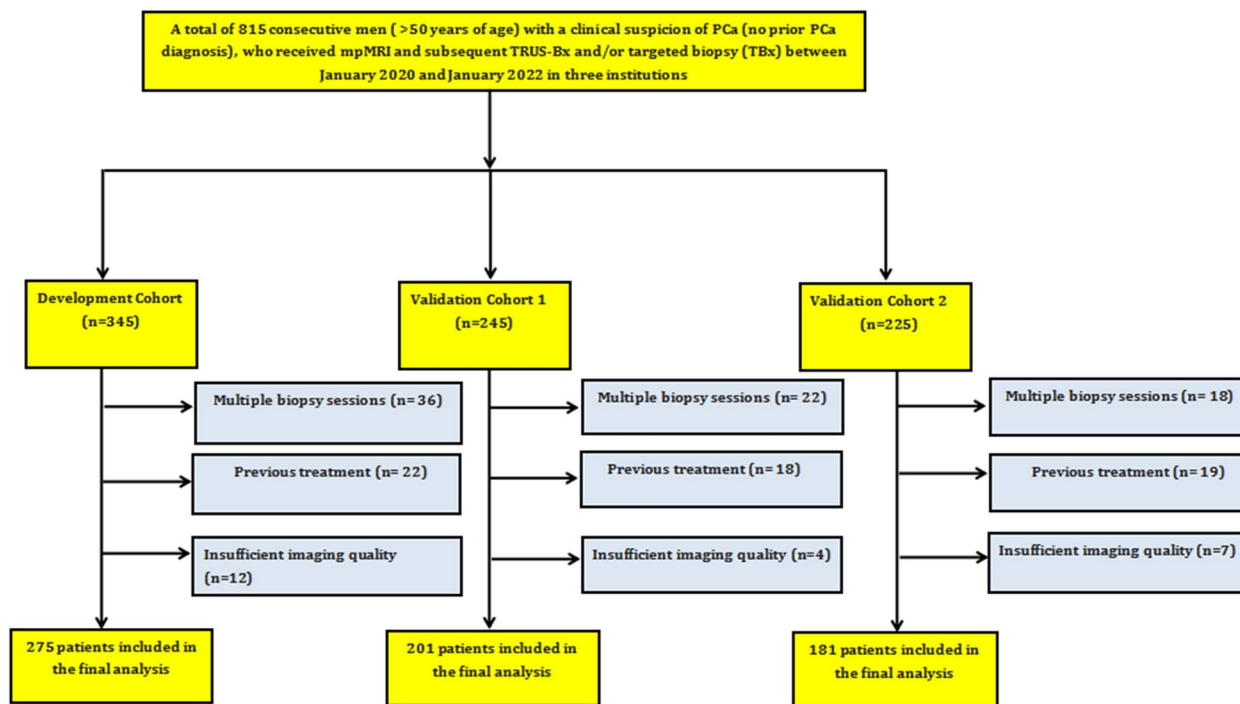 A total of 815 consecutive men ( >50 years of age) with a clinical suspicion of PCa (no prior PCa
diagnosis), who received mpMRI and subsequent TRUS-Bx and/or targeted biopsy (TBx) between
January 2020 and January 2022 in three institutions
Development Cohort
(n=345)
Validation Cohort 1
(n=245)
Validation Cohort 2
(n=225)
Multiple biopsy sessions (n= 36)
Multiple biopsy sessions (n= 22)
Multiple biopsy sessions (n= 18)
Previous treatment (n= 22)
Previous treatment (n= 18)
Previous treatment (n= 19)
Insufficient imaging quality
(n=12)
Insufficient imaging quality (n=4)
Insufficient imaging quality (n=7)
275 patients included in
the final analysis
201 patients included in
the final analysis
181 patients included in
the final analysis